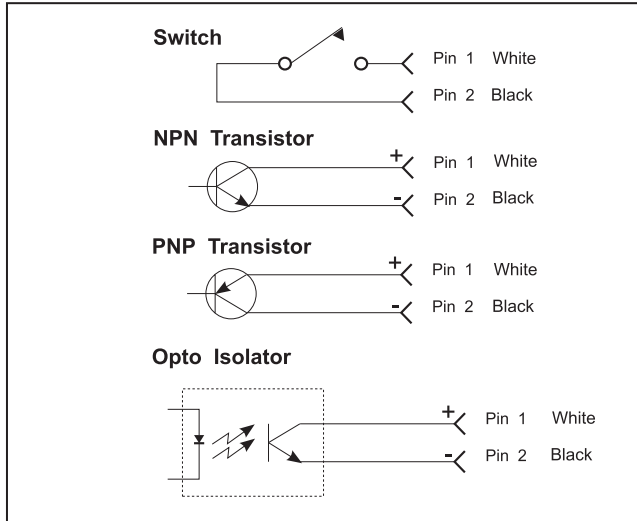 Switch
Pin 1 White
Pin 2 Black
NPN Transistor
+ Pin 1 White
- Pin 2 Black
PNP Transistor
+ Pin 1 White
- Pin 2 Black
Opto Isolator
+ Pin 1 White
- Pin 2 Black